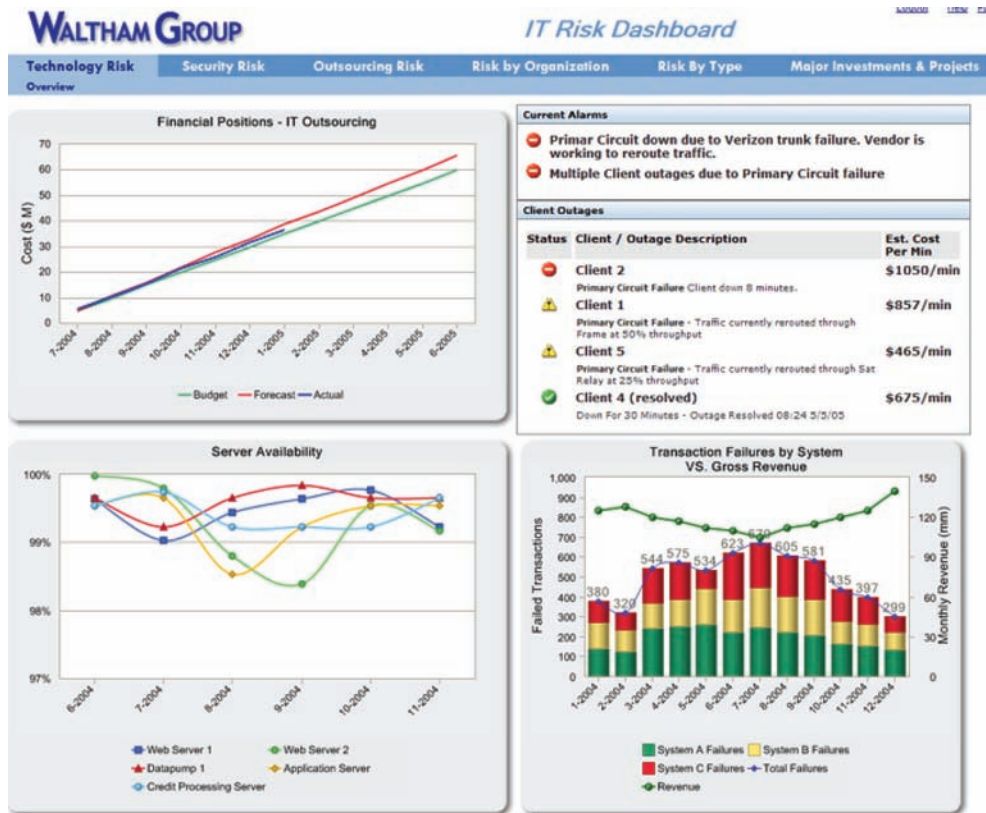 WALTHAM GROUP
IT Risk Dashboard
Technology Risk Security Risk Outsourcing Risk Risk by Organization Risk By Type Major Investments & Projects
Overview
Financial Positions - IT Outsourcing
70
60
50
40
30
20
10
0
Cost ($ M)
7-2004 8-2004 9-2004 10-2004 11-2004 12-2004 1-2005 2-2005 3-2005 4-2005 5-2005 6-2005
Budget Forecast Actual
Current Alarms
Primar Circuit down due to Verizon trunk failure. Vendor is
working to reroute traffic.
Multiple Client outages due to Primary Circuit failure
Client Outages
Status Client / Outage Description Est. Cost
Per Min
Client 2 $1050/min
Primary Circuit Failure Client down 8 minutes.
Client 1 $857/min
Primary Circuit Failure - Traffic currently rerouted through
Frame at 50% throughput
Client 5 $465/min
Primary Circuit Failure - Traffic currently rerouted through Sat
Relay at 25% throughput
Client 4 (resolved) $675/min
Down For 30 Minutes - Outage Resolved 08:24 5/5/05
Server Availability
100%
99%
98%
97%
6-2004 7-2004 8-2004 9-2004 10-2004 11-2004
Web Server 1 Web Server 2
Datapump 1 Application Server
Credit Processing Server
Transaction Failures by System
VS. Gross Revenue
1,000
900
800
700
600
500
400
300
200
100
0
Failed Transactions
380 320 544 575 534 623 605 581 435 397 299
150
120
90
60
30
0
Monthly Revenue (mm)
1-2004 2-2004 3-2004 4-2004 5-2004 6-2004 7-2004 8-2004 9-2004 10-2004 11-2004 12-2004
System A Failures System B Failures
System C Failures Total Failures
Revenue